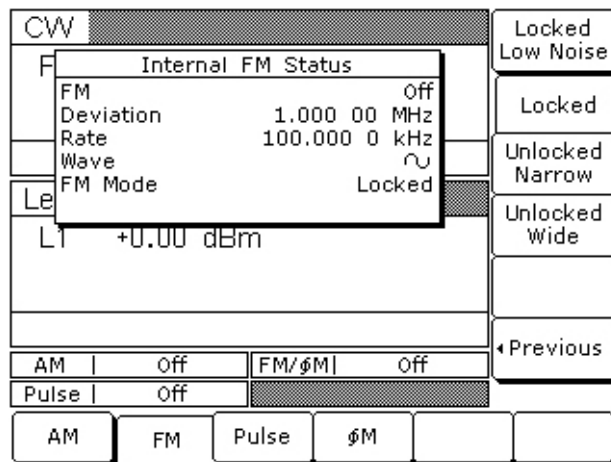 CW
F
Internal FM Status
FM Off
Deviation 1.000 00 MHz
Rate 100.000 0 kHz
Wave
FM Mode Locked
Le
L1 +0.00 dBm
AM | Off
FM/ϕM| Off
Pulse | Off
Locked
Low Noise
Locked
Unlocked
Narrow
Unlocked
Wide
Previous
AM
FM
Pulse
ϕM